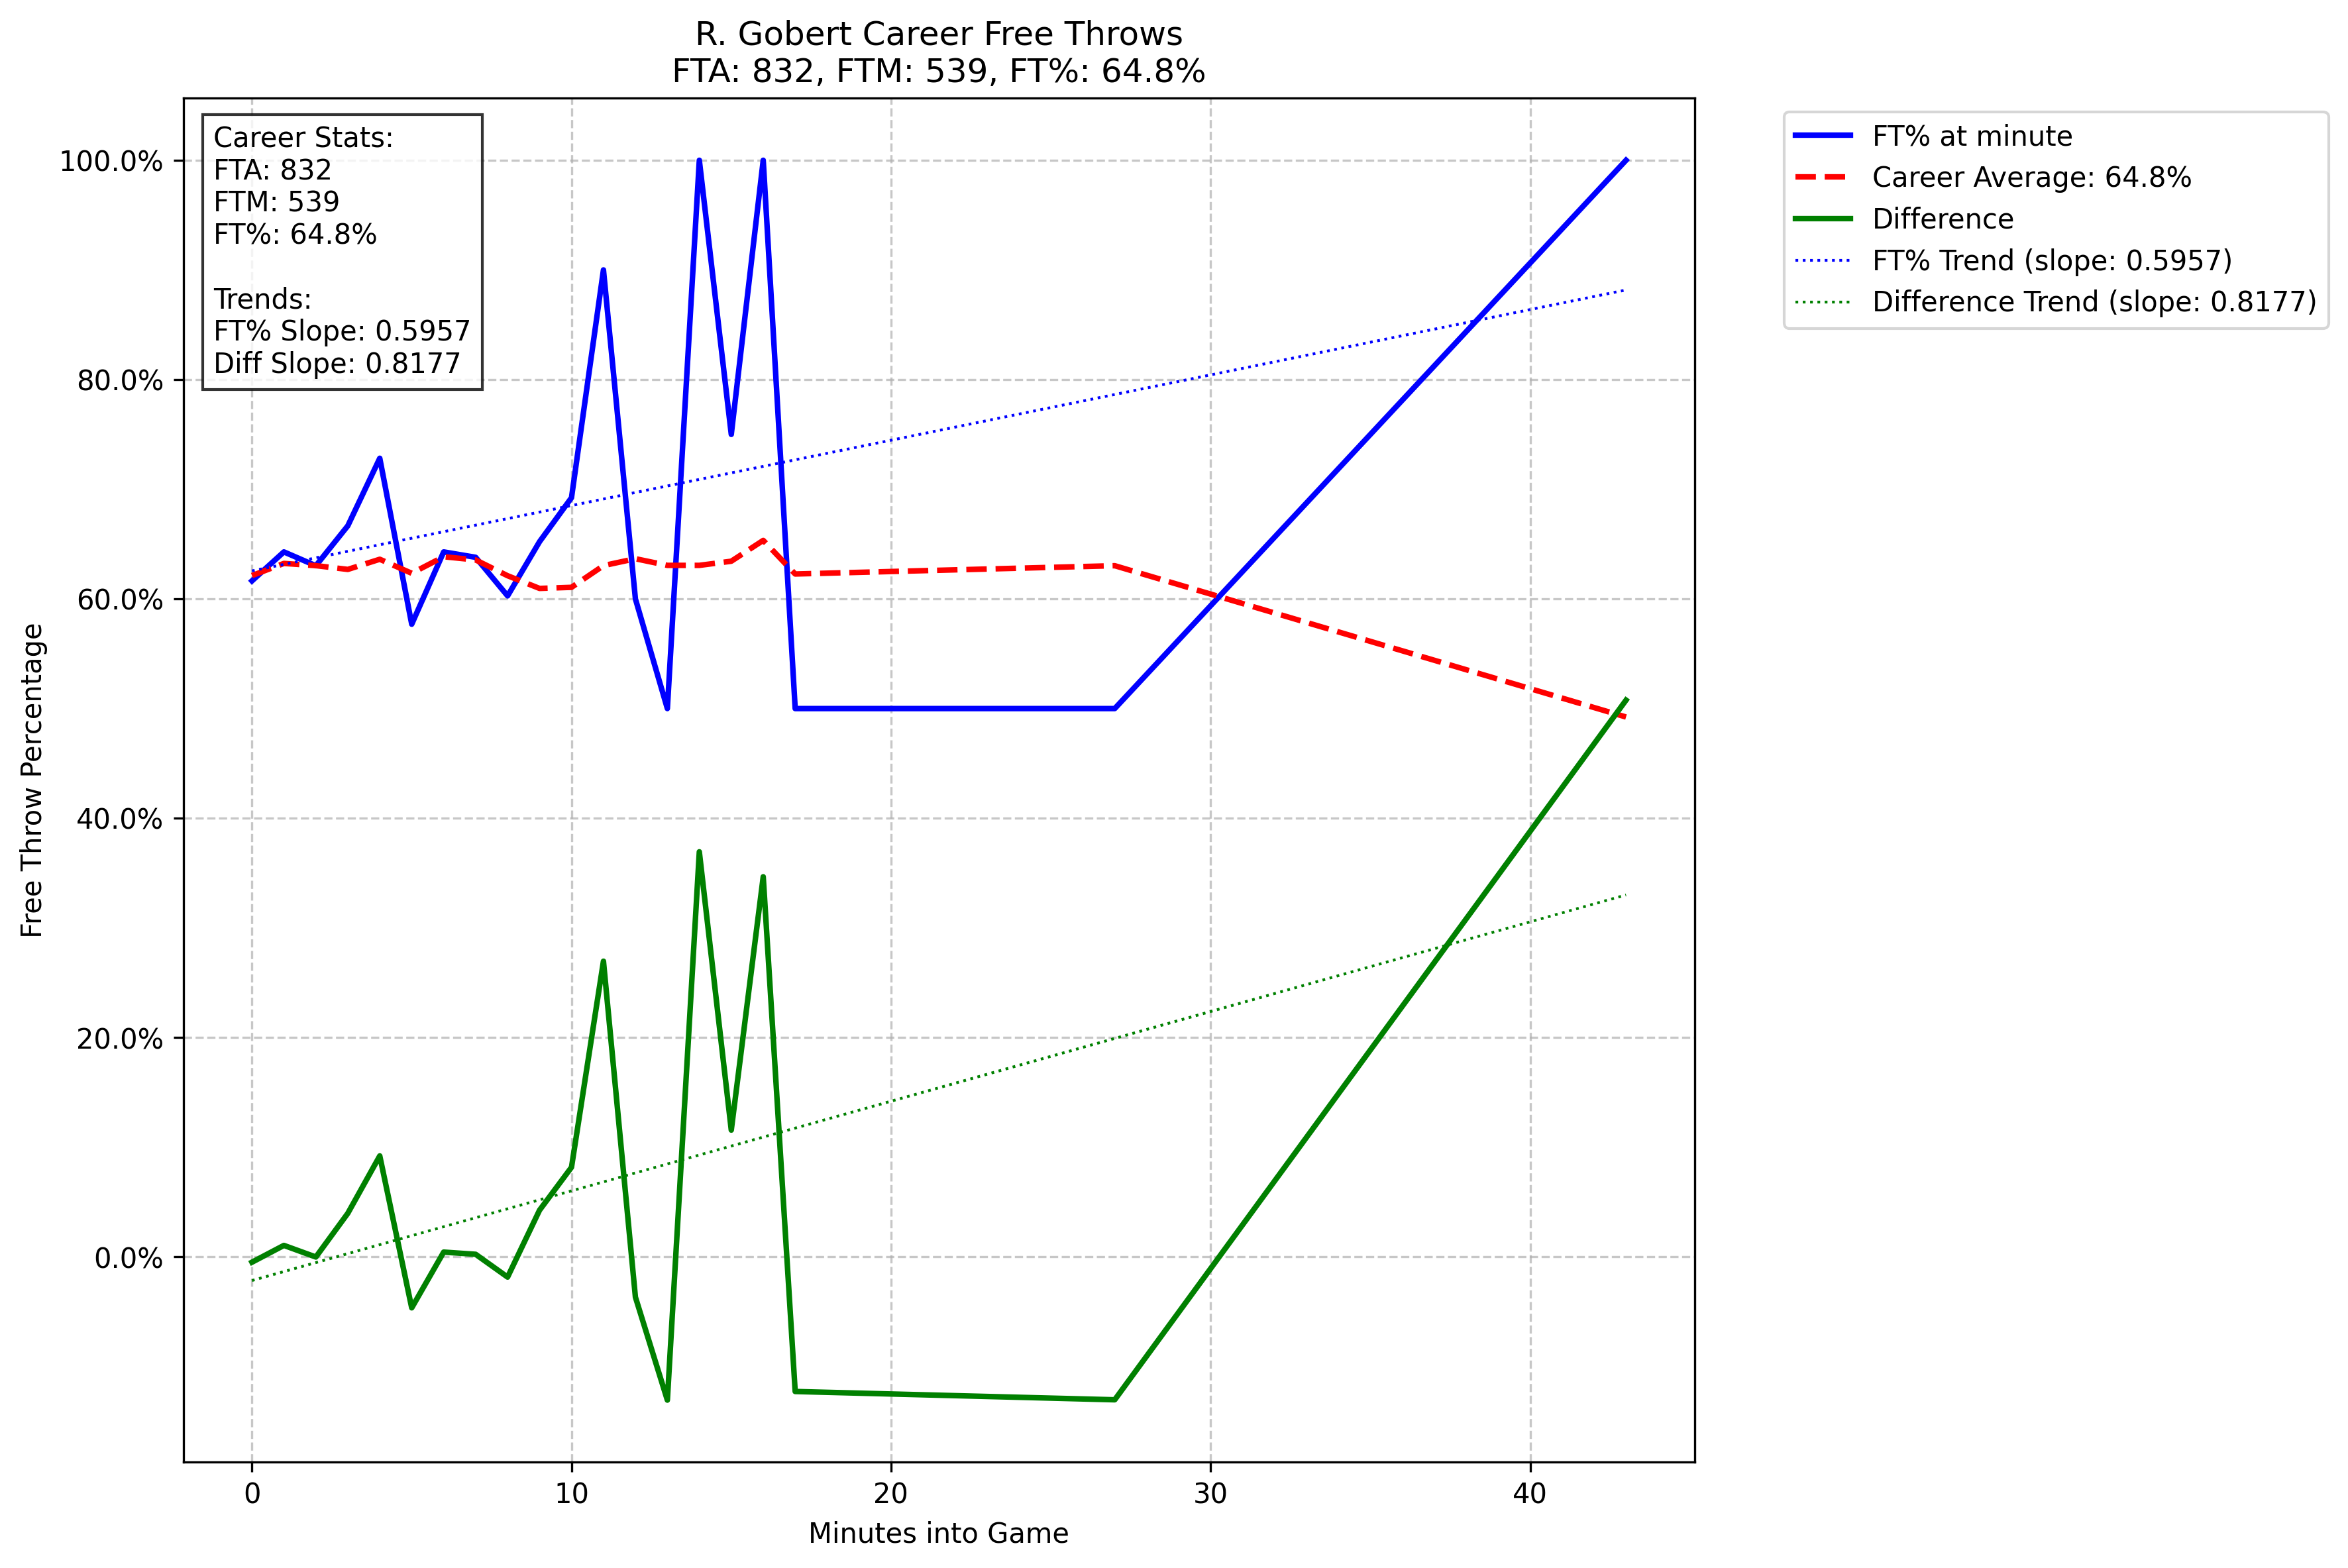 R. Gobert Career Free Throws
FTA: 832, FTM: 539, FT%: 64.8%
Career Stats:
FTA: 832
FTM: 539
FT%: 64.8%
Trends:
FT% Slope: 0.5957
Diff Slope: 0.8177
FT% at minute
Career Average: 64.8%
Difference
FT% Trend (slope: 0.5957)
Difference Trend (slope: 0.8177)
Free Throw Percentage
100.0%
80.0%
60.0%
40.0%
20.0%
0.0%
0 10 20 30 40
Minutes into Game